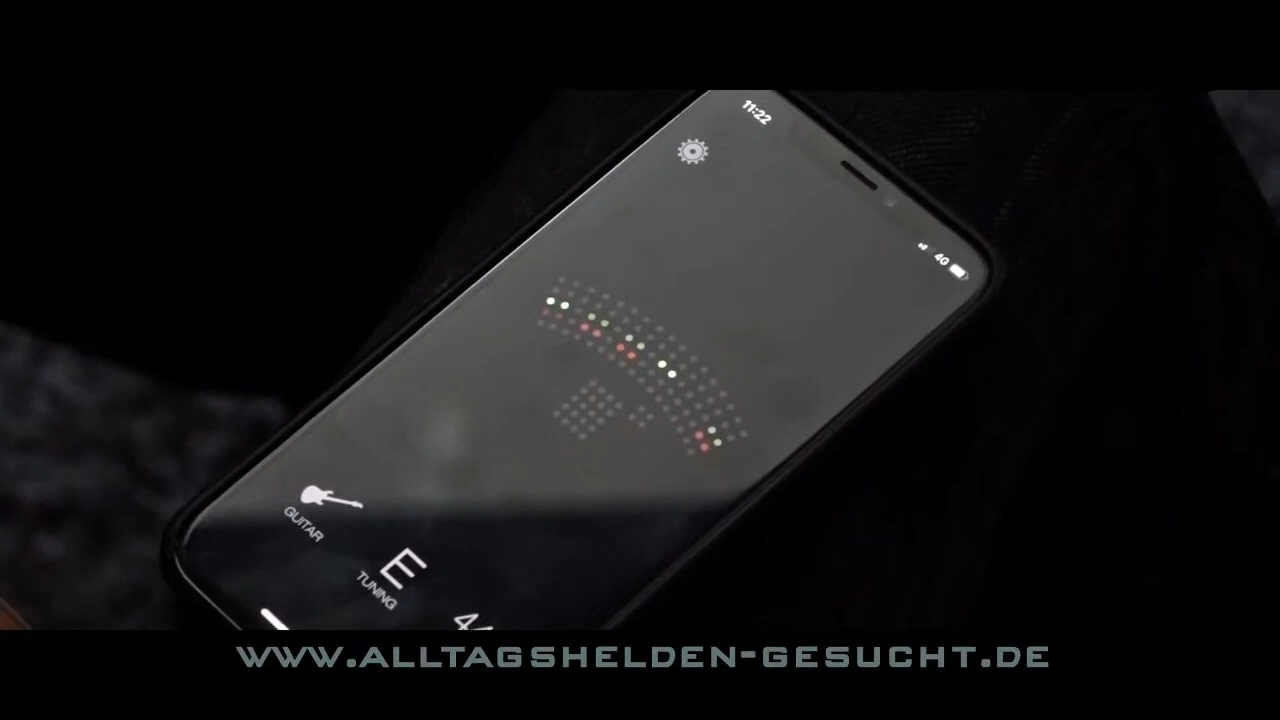 11:22
4G
GUITAR
E
TUNING
WWW.ALLTAGSHELDEN-GESUCHT.DE